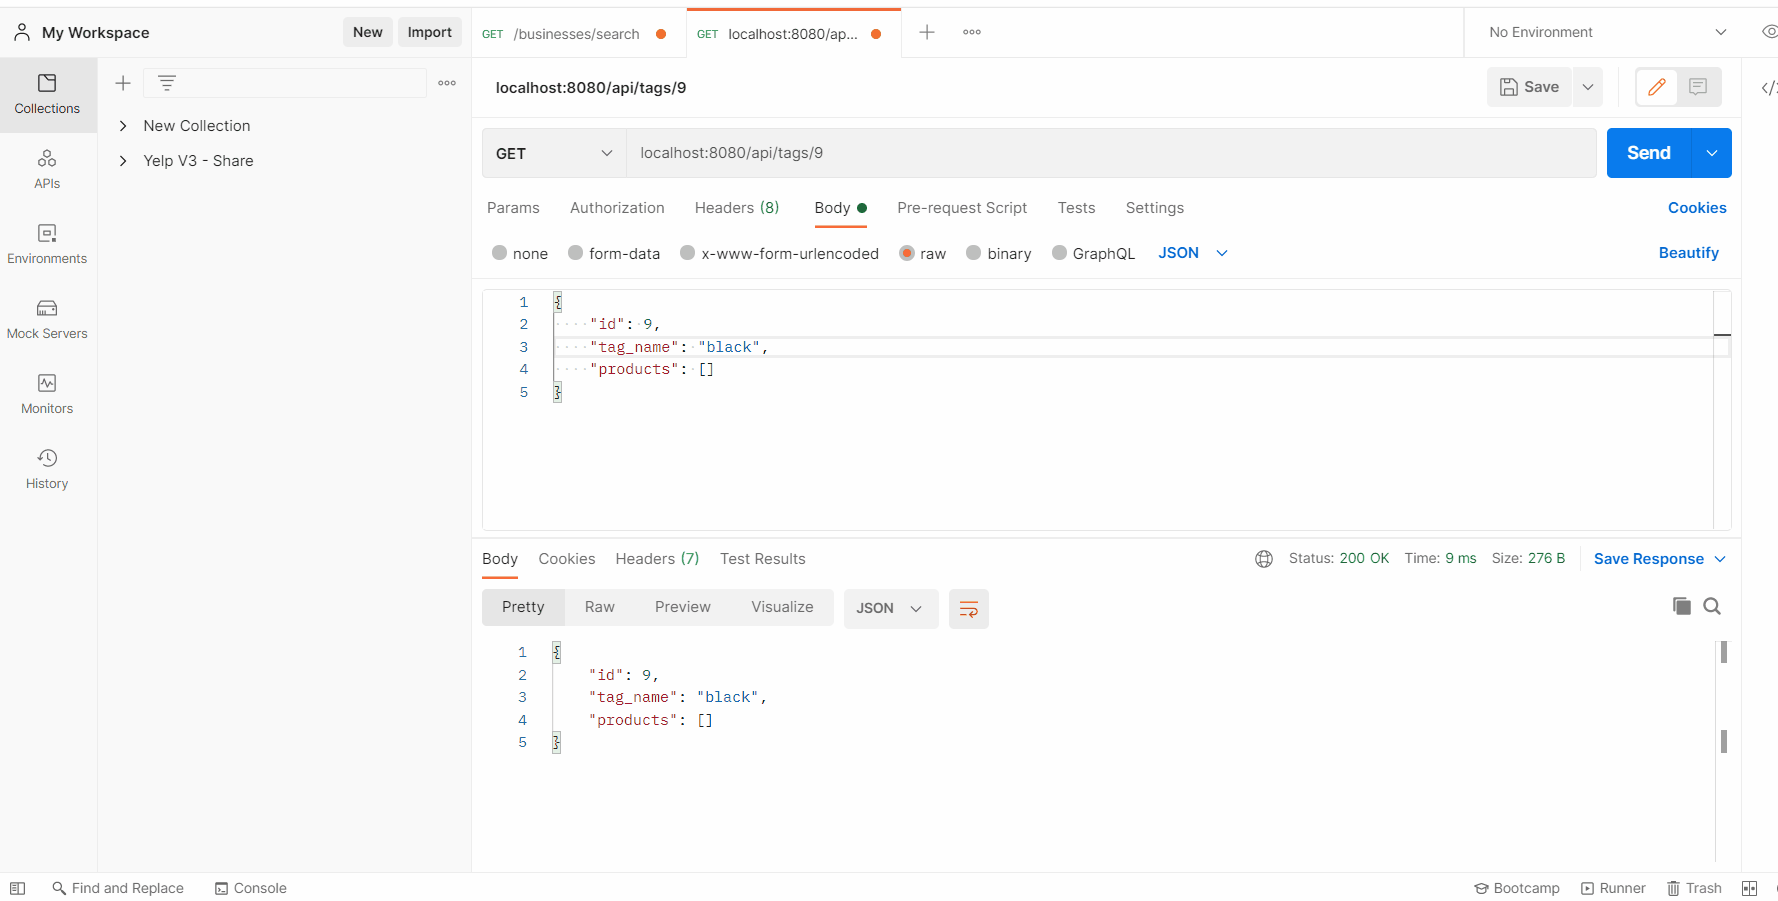 My Workspace New Import GET /businesses/search GET localhost:8080/ap... No Environment
Collections
APIs
Environments
Mock Servers
Monitors
History
New Collection
Yelp V3 - Share
localhost:8080/api/tags/9 Save
GET localhost:8080/api/tags/9 Send
Params Authorization Headers (8) Body Pre-request Script Tests Settings Cookies
none form-data x-www-form-urlencoded raw binary GraphQL JSON Beautify
1 {
2 "id": 9,
3 "tag_name": "black",
4 "products": []
5 }
Body Cookies Headers (7) Test Results Status: 200 OK Time: 9 ms Size: 276 B Save Response
Pretty Raw Preview Visualize JSON
1 {
2 "id": 9,
3 "tag_name": "black",
4 "products": []
5 }
Find and Replace Console Bootcamp Runner Trash